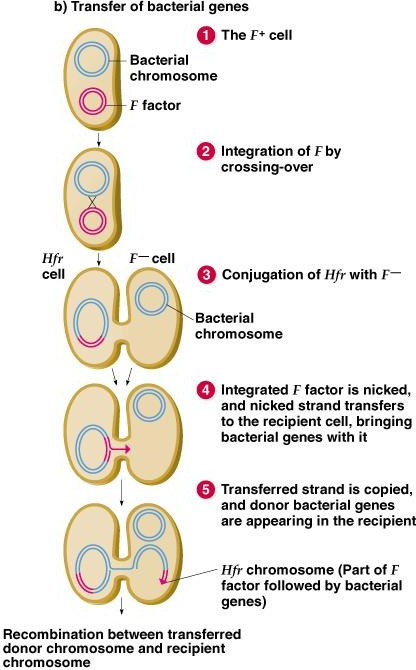 b) Transfer of bacterial genes
1 The F+ cell
Bacterial
chromosome
F factor
2 Integration of F by
crossing-over
Hfr
cell
F— cell
3 Conjugation of Hfr with F—
Bacterial
chromosome
4 Integrated F factor is nicked,
and nicked strand transfers
to the recipient cell, bringing
bacterial genes with it
5 Transferred strand is copied,
and donor bacterial genes
are appearing in the recipient
Hfr chromosome (Part of F
factor followed by bacterial
genes)
Recombination between transferred
donor chromosome and recipient
chromosome